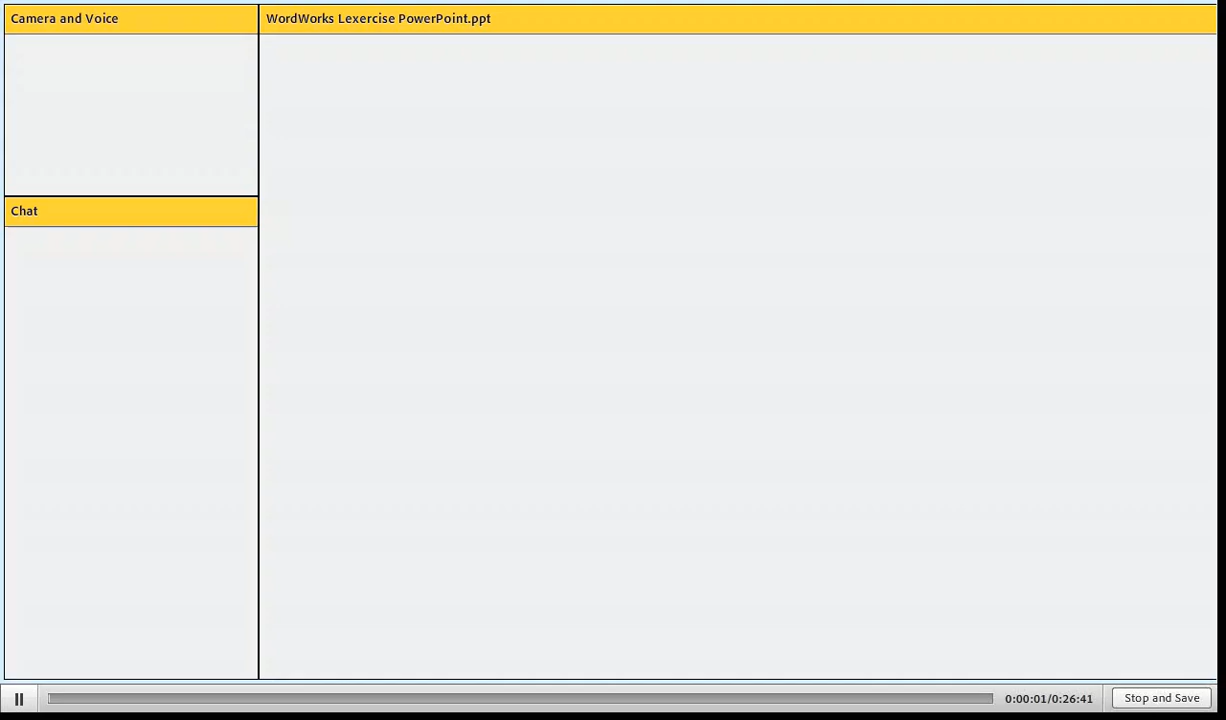 Camera and Voice
WordWorks Lexercise PowerPoint.ppt
Chat
0:00:01/0:26:41
Stop and Save